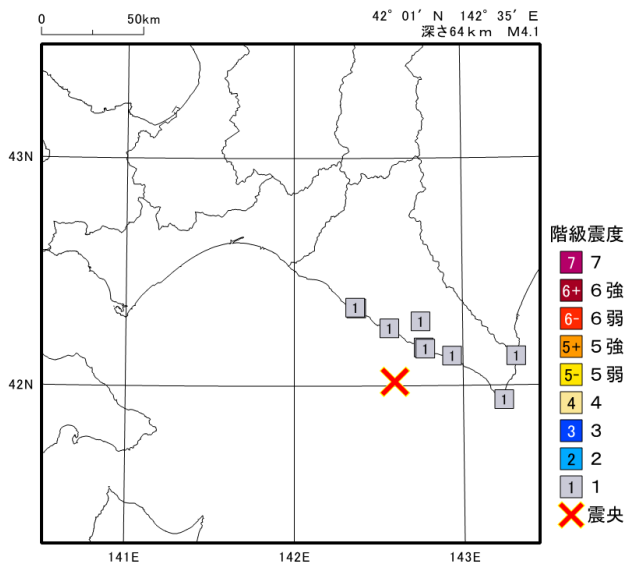 0 50km
42° 01′ N 142° 35′ E
深さ64km M4.1
43N
42N
141E 142E 143E
1
1
1
1
1
1
1
階級震度
7 7
6+ 6強
6- 6弱
5+ 5強
5- 5弱
4 4
3 3
2 2
1 1
震央